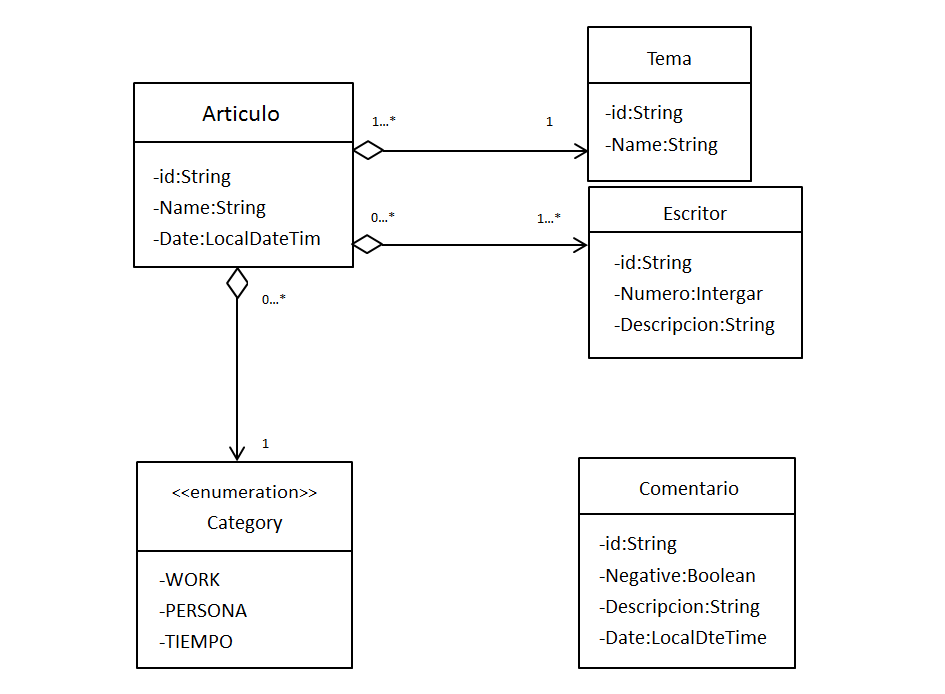 Articulo
-id:String
-Name:String
-Date:LocalDateTim
1...*
1
Tema
-id:String
-Name:String
0...*
1...*
Escritor
-id:String
-Numero:Intergar
-Descripcion:String
0...*
1
<<enumeration>>
Category
-WORK
-PERSONA
-TIEMPO
Comentario
-id:String
-Negative:Boolean
-Descripcion:String
-Date:LocalDteTime